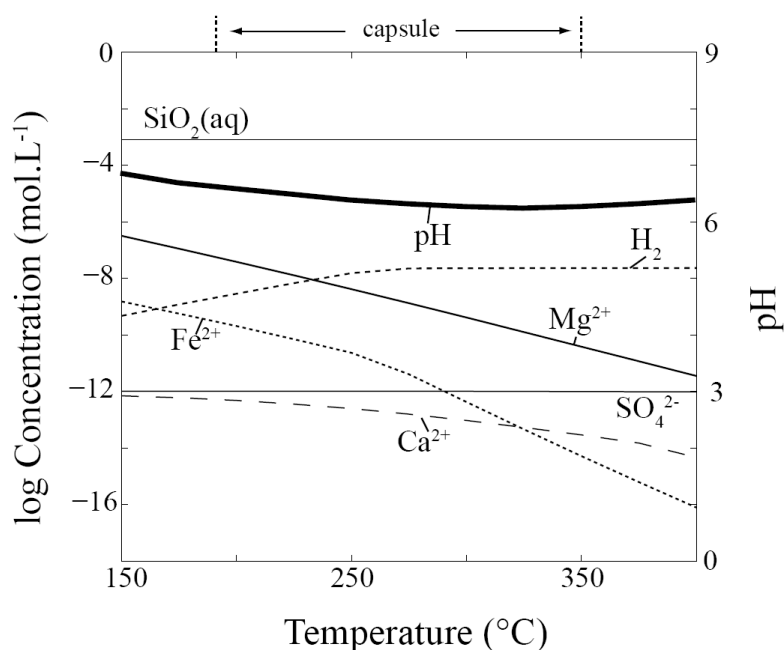 capsule
0
9
SiO₂(aq)
−4
6
pH
H₂
−8
Mg²⁺
Fe²⁺
−12
3
SO₄²⁻
Ca²⁺
−16
0
150
250
350
log Concentration (mol.L⁻¹)
pH
Temperature (°C)